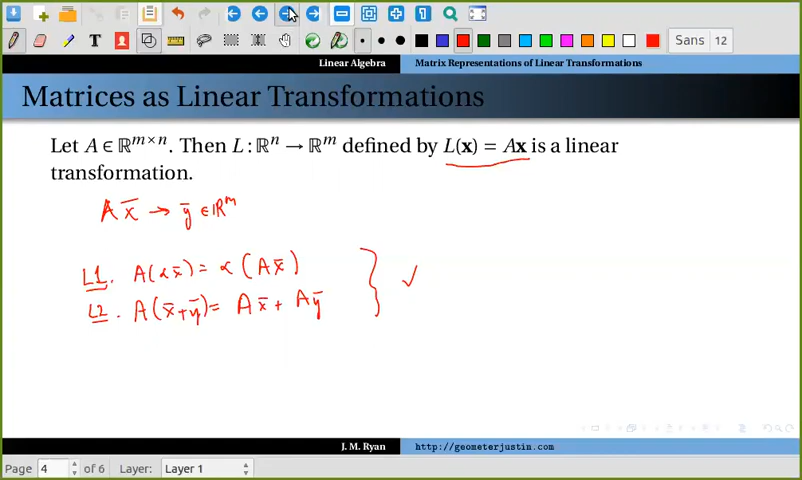 T
1
Sans 12
Linear Algebra
Matrix Representations of Linear Transformations
Matrices as Linear Transformations
Let A ∈ ℝ^{m×n}. Then L : ℝ^n → ℝ^m defined by L(x) = Ax is a linear
transformation.
A x̄ → ȳ ∈ ℝ^m
L1. A(αx̄) = α(Ax̄)
L2. A(x̄+ȳ) = Ax̄ + Aȳ
J. M. Ryan
http://geometerjustin.com
Page 4 of 6 Layer: Layer 1